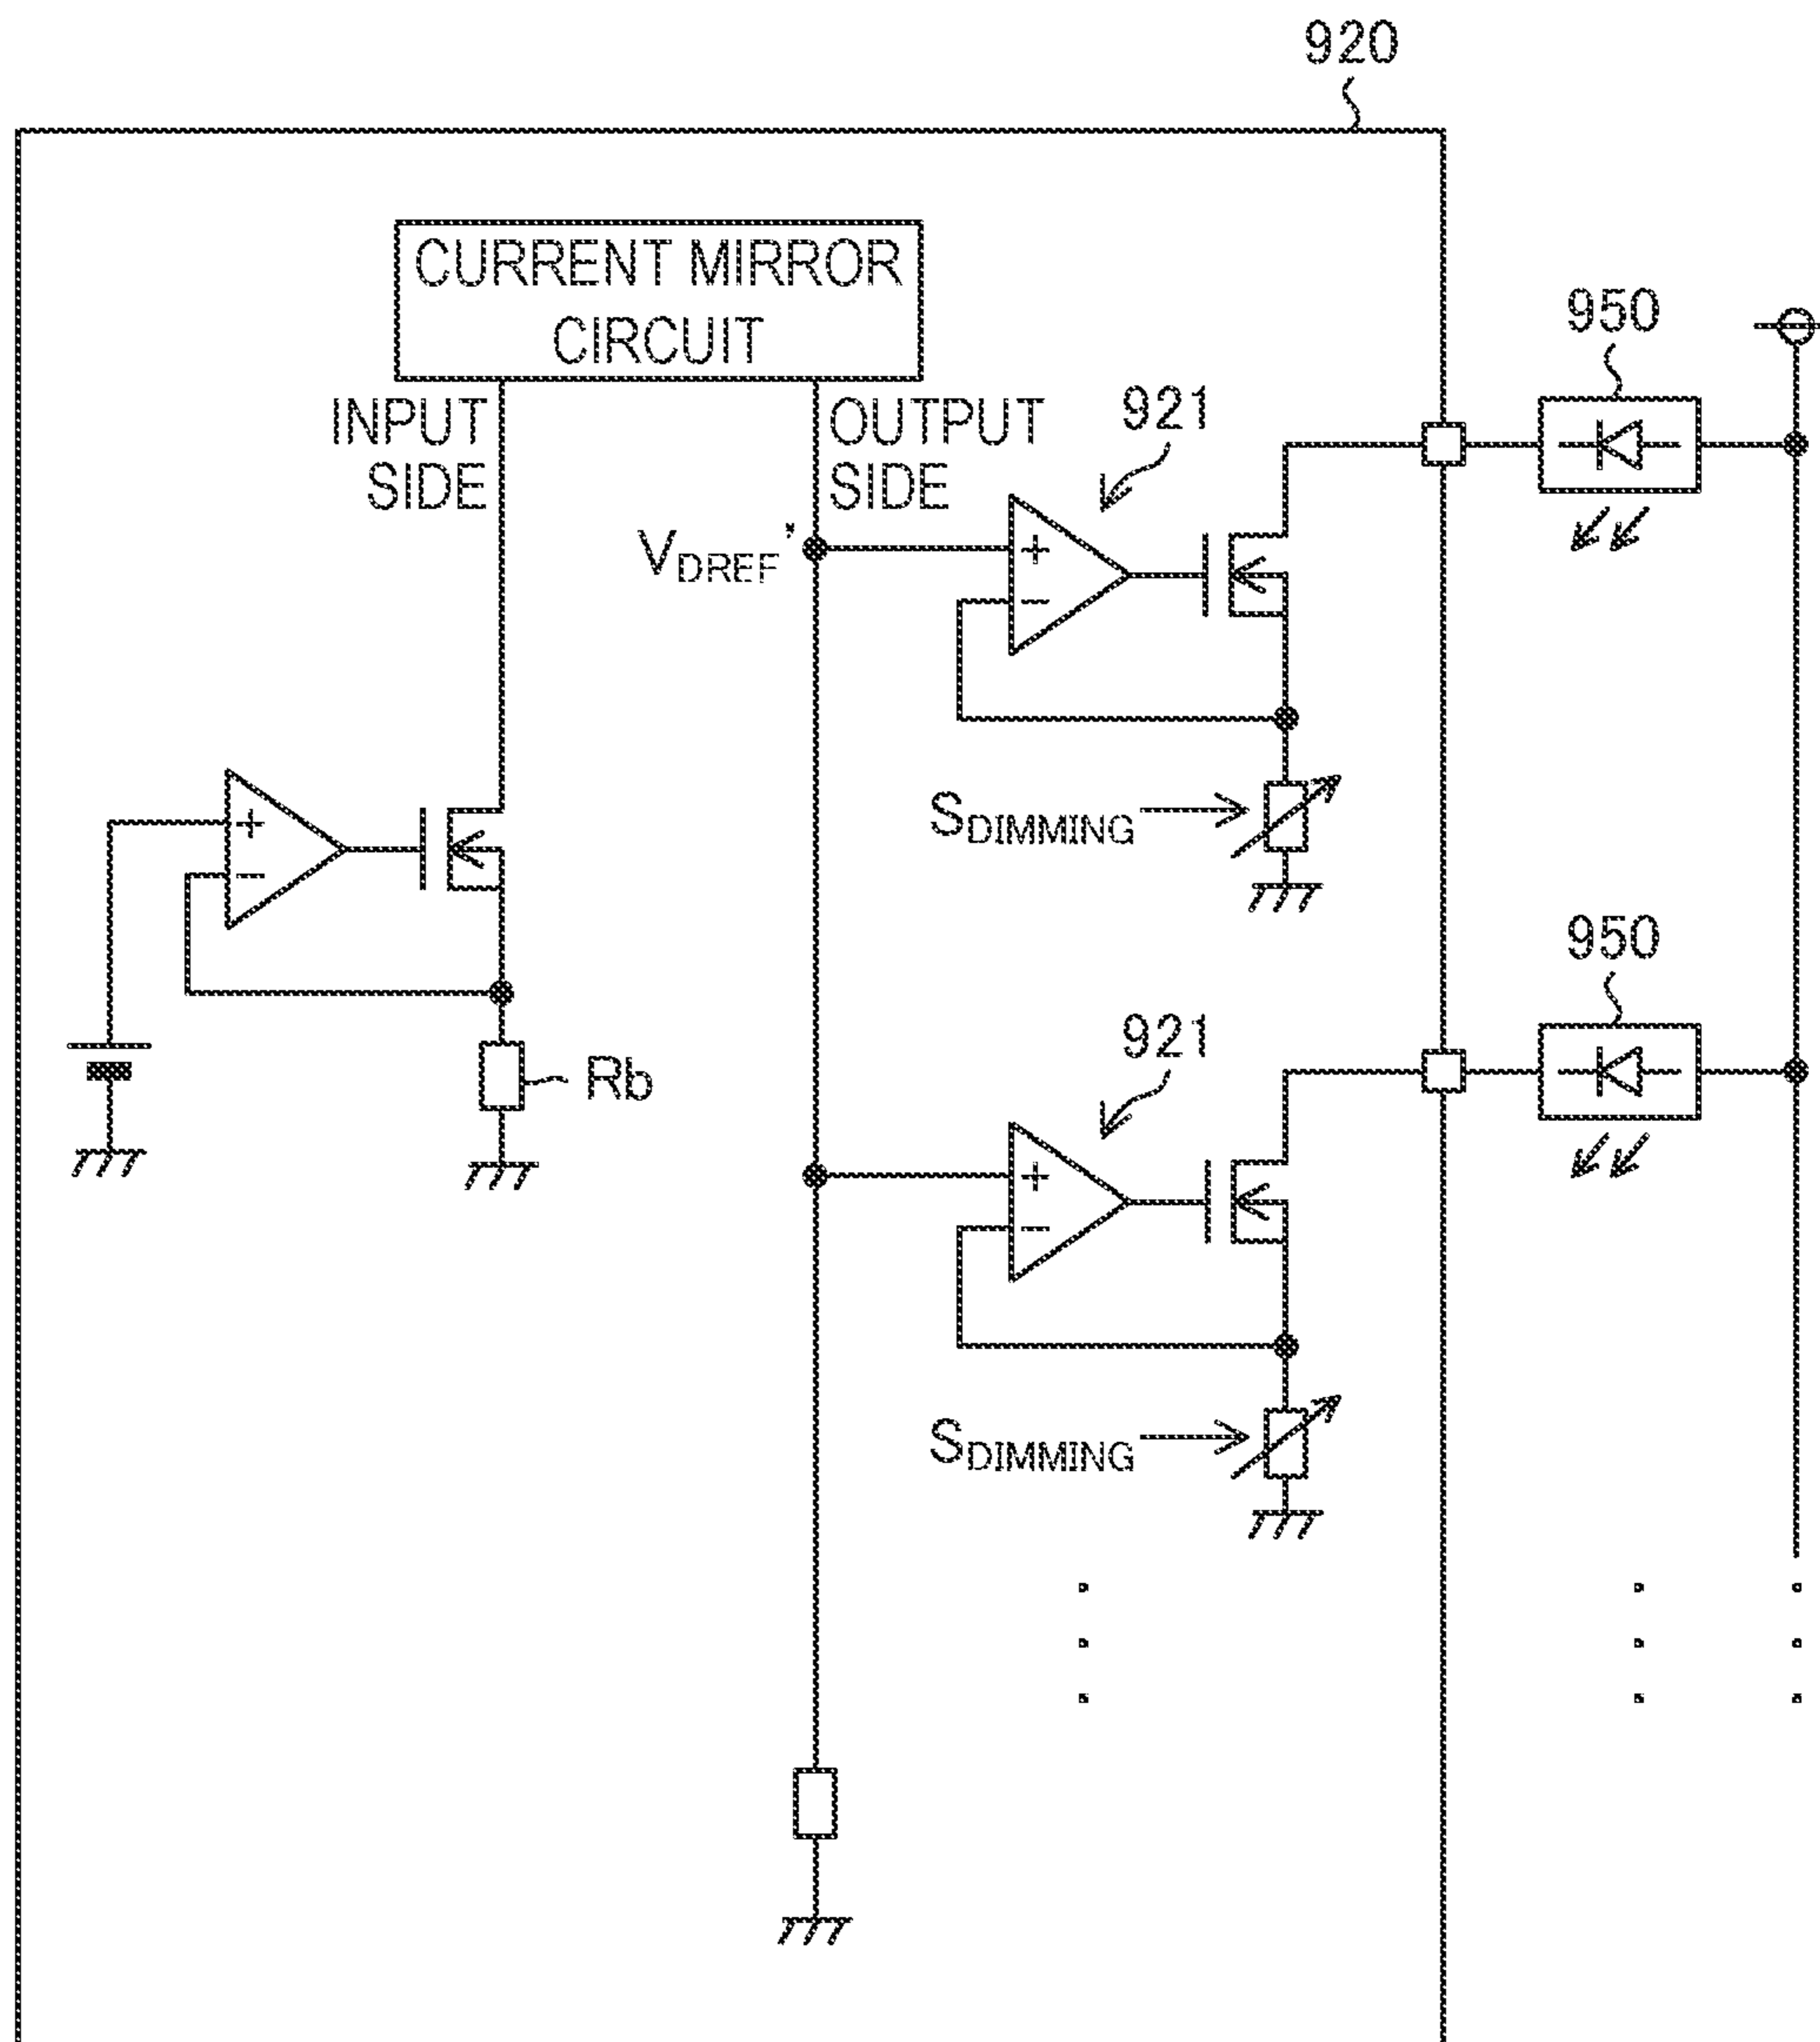 920
CURRENT MIRROR
CIRCUIT
950
INPUT
SIDE
OUTPUT
SIDE
921
VDREF’
+
−
SDIMMING
+
−
950
921
Rb
+
−
SDIMMING